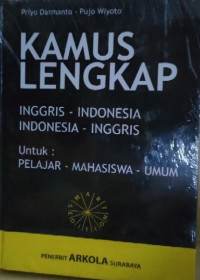 Priyo Darmanto - Pujo Wiyoto
KAMUS
LENGKAP
INGGRIS - INDONESIA
INDONESIA - INGGRIS
Untuk :
PELAJAR - MAHASISWA - UMUM
PENERBIT ARKOLA SURABAYA